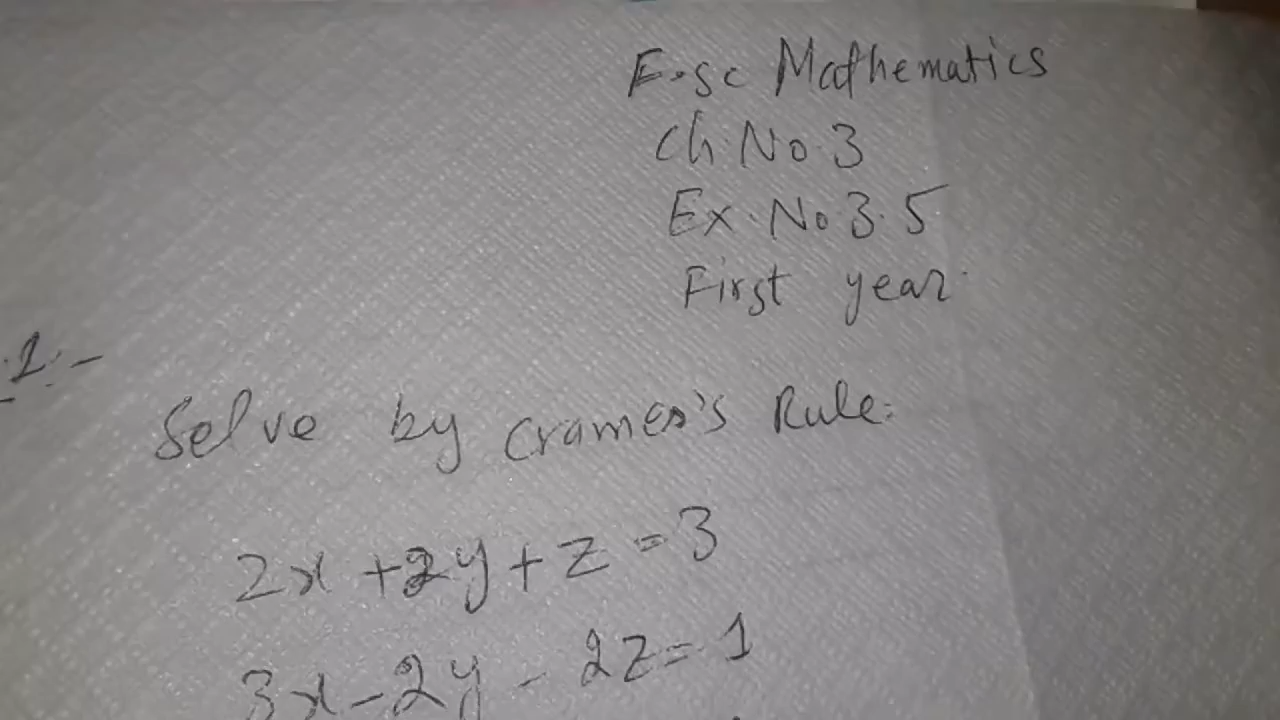 F.sc Mathematics
Ch.No.3
Ex.No.3.5
First year.
.1:-
Solve by Cramer's Rule:
2x+2y+z=3
3x-2y-2z=1